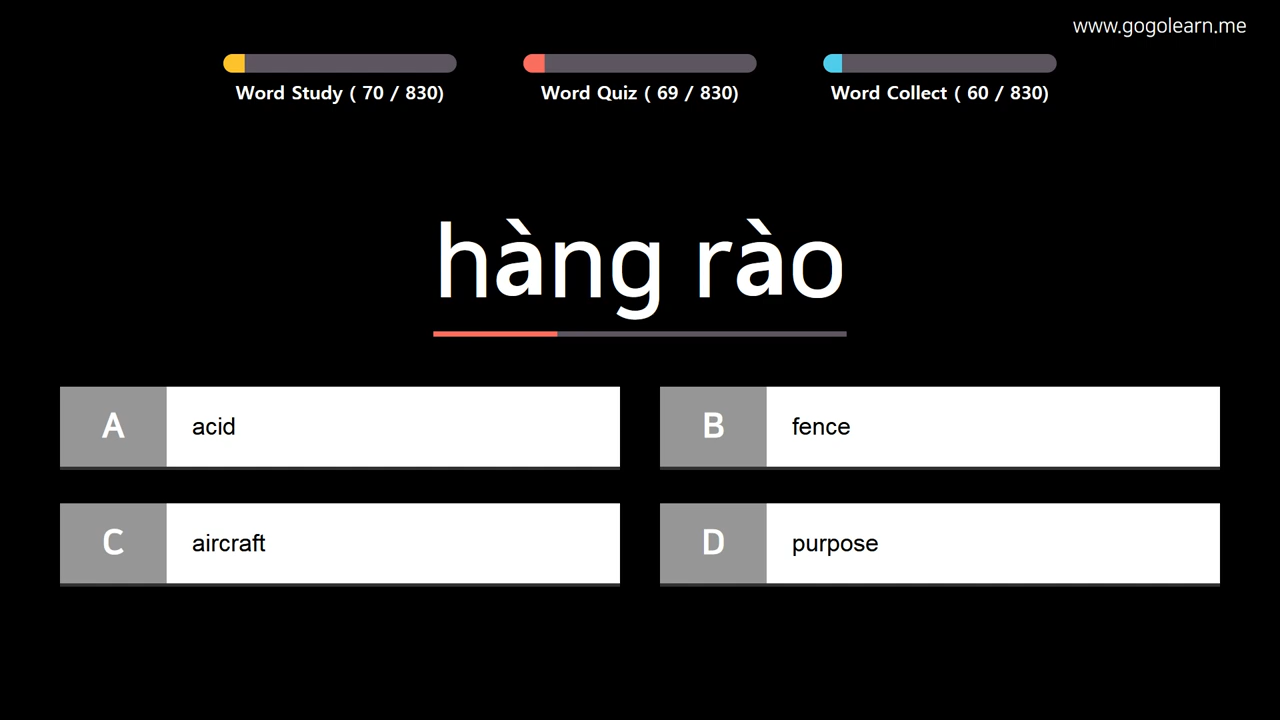 www.gogolearn.me
Word Study ( 70 / 830)
Word Quiz ( 69 / 830)
Word Collect ( 60 / 830)
hàng rào
A acid
B fence
C aircraft
D purpose